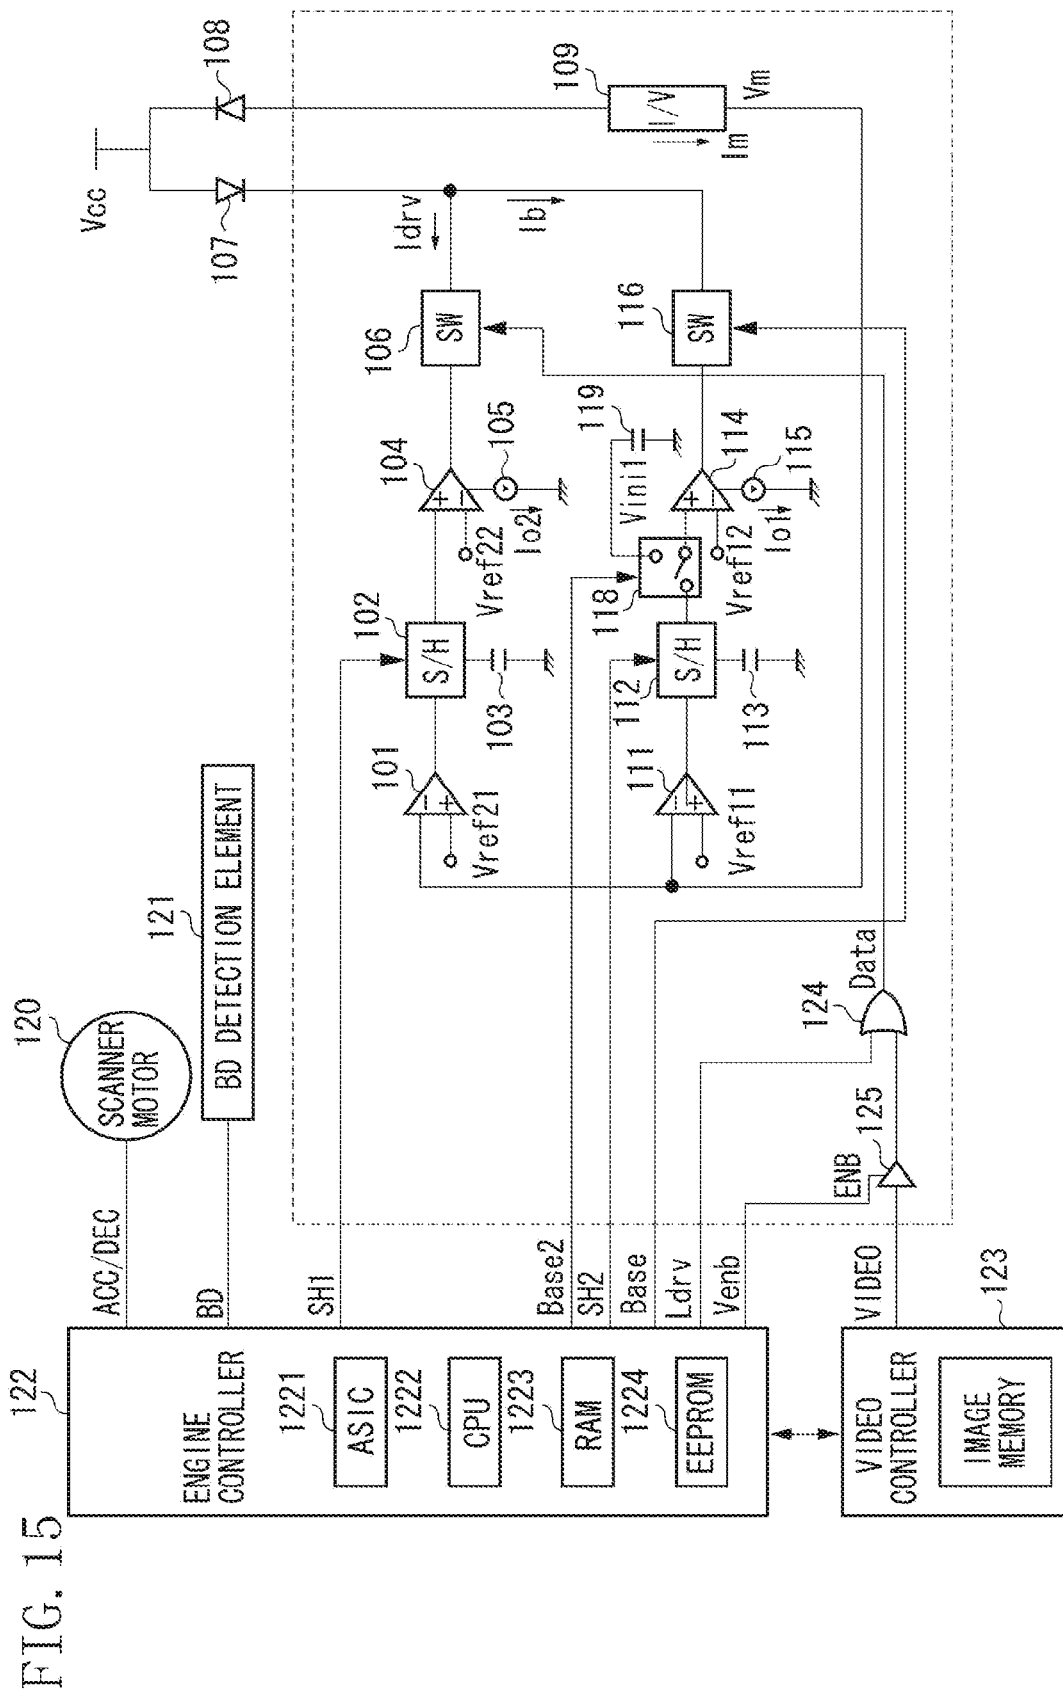 FIG. 15
122
ENGINE
CONTROLLER
1221
ASIC
1222
CPU
1223
RAM
1224
EEPROM
VIDEO
CONTROLLER
IMAGE
MEMORY
123
ACC/DEC
BD
SH1
Base2
SH2
Base
Ldrv
Venb
VIDEO
120
SCANNER
MOTOR
121
BD DETECTION ELEMENT
ENB
125
124
Data
101
−
+
Vref21
102
S/H
103
104
+
−
Vref22
105
Io2
106
SW
Idrv
111
−
+
Vref11
112
S/H
113
118
119
Vini1
114
+
−
Vref12
115
Io1
116
SW
Ib
Vcc
107
108
109
I/V
Im
Vm